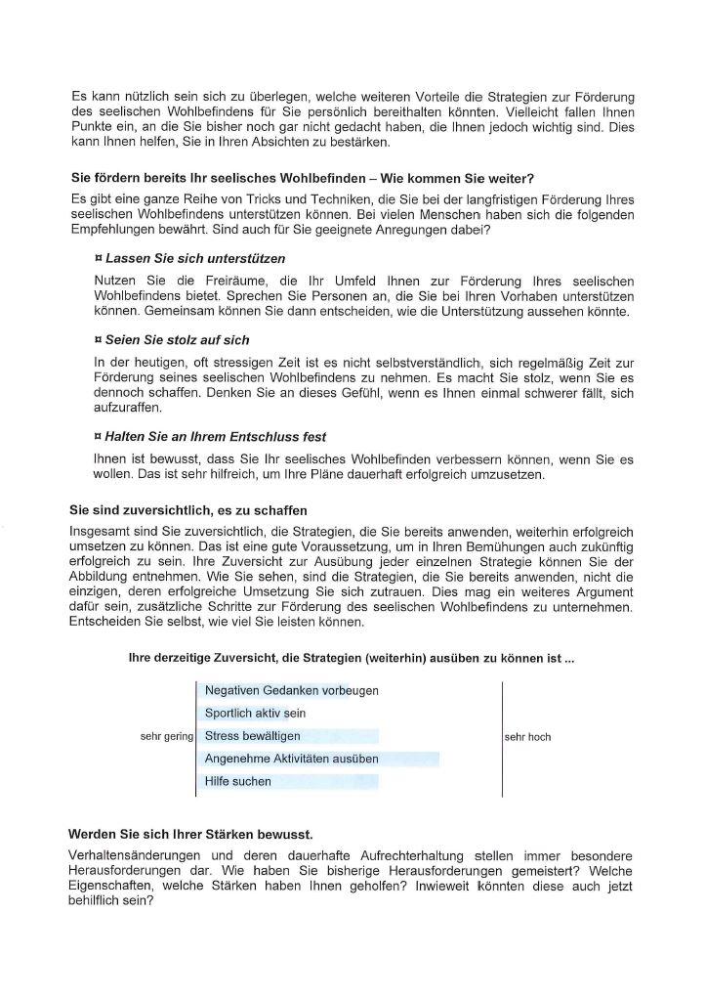 Es kann nützlich sein sich zu überlegen, welche weiteren Vorteile die Strategien zur Förderung
des seelischen Wohlbefindens für Sie persönlich bereithalten könnten. Vielleicht fallen Ihnen
Punkte ein, an die Sie bisher noch gar nicht gedacht haben, die Ihnen jedoch wichtig sind. Dies
kann Ihnen helfen, Sie in Ihren Absichten zu bestärken.
Sie fördern bereits Ihr seelisches Wohlbefinden – Wie kommen Sie weiter?
Es gibt eine ganze Reihe von Tricks und Techniken, die Sie bei der langfristigen Förderung Ihres
seelischen Wohlbefindens unterstützen können. Bei vielen Menschen haben sich die folgenden
Empfehlungen bewährt. Sind auch für Sie geeignete Anregungen dabei?
¤ Lassen Sie sich unterstützen
Nutzen Sie die Freiräume, die Ihr Umfeld Ihnen zur Förderung Ihres seelischen
Wohlbefindens bietet. Sprechen Sie Personen an, die Sie bei Ihren Vorhaben unterstützen
können. Gemeinsam können Sie dann entscheiden, wie die Unterstützung aussehen könnte.
¤ Seien Sie stolz auf sich
In der heutigen, oft stressigen Zeit ist es nicht selbstverständlich, sich regelmäßig Zeit zur
Förderung seines seelischen Wohlbefindens zu nehmen. Es macht Sie stolz, wenn Sie es
dennoch schaffen. Denken Sie an dieses Gefühl, wenn es Ihnen einmal schwerer fällt, sich
aufzuraffen.
¤ Halten Sie an Ihrem Entschluss fest
Ihnen ist bewusst, dass Sie Ihr seelisches Wohlbefinden verbessern können, wenn Sie es
wollen. Das ist sehr hilfreich, um Ihre Pläne dauerhaft erfolgreich umzusetzen.
Sie sind zuversichtlich, es zu schaffen
Insgesamt sind Sie zuversichtlich, die Strategien, die Sie bereits anwenden, weiterhin erfolgreich
umsetzen zu können. Das ist eine gute Voraussetzung, um in Ihren Bemühungen auch zukünftig
erfolgreich zu sein. Ihre Zuversicht zur Ausübung jeder einzelnen Strategie können Sie der
Abbildung entnehmen. Wie Sie sehen, sind die Strategien, die Sie bereits anwenden, nicht die
einzigen, deren erfolgreiche Umsetzung Sie sich zutrauen. Dies mag ein weiteres Argument
dafür sein, zusätzliche Schritte zur Förderung des seelischen Wohlbefindens zu unternehmen.
Entscheiden Sie selbst, wie viel Sie leisten können.
Ihre derzeitige Zuversicht, die Strategien (weiterhin) ausüben zu können ist ...
Negativen Gedanken vorbeugen
Sportlich aktiv sein
sehr gering Stress bewältigen sehr hoch
Angenehme Aktivitäten ausüben
Hilfe suchen
Werden Sie sich Ihrer Stärken bewusst.
Verhaltensänderungen und deren dauerhafte Aufrechterhaltung stellen immer besondere
Herausforderungen dar. Wie haben Sie bisherige Herausforderungen gemeistert? Welche
Eigenschaften, welche Stärken haben Ihnen geholfen? Inwieweit könnten diese auch jetzt
behilflich sein?